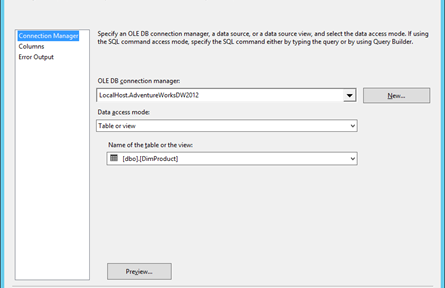 Connection Manager
Columns
Error Output
Specify an OLE DB connection manager, a data source, or a data source view, and select the data access mode. If using
the SQL command access mode, specify the SQL command either by typing the query or by using Query Builder.
OLE DB connection manager:
LocalHost.AdventureWorksDW2012
New...
Data access mode:
Table or view
Name of the table or the view:
[dbo].[DimProduct]
Preview...